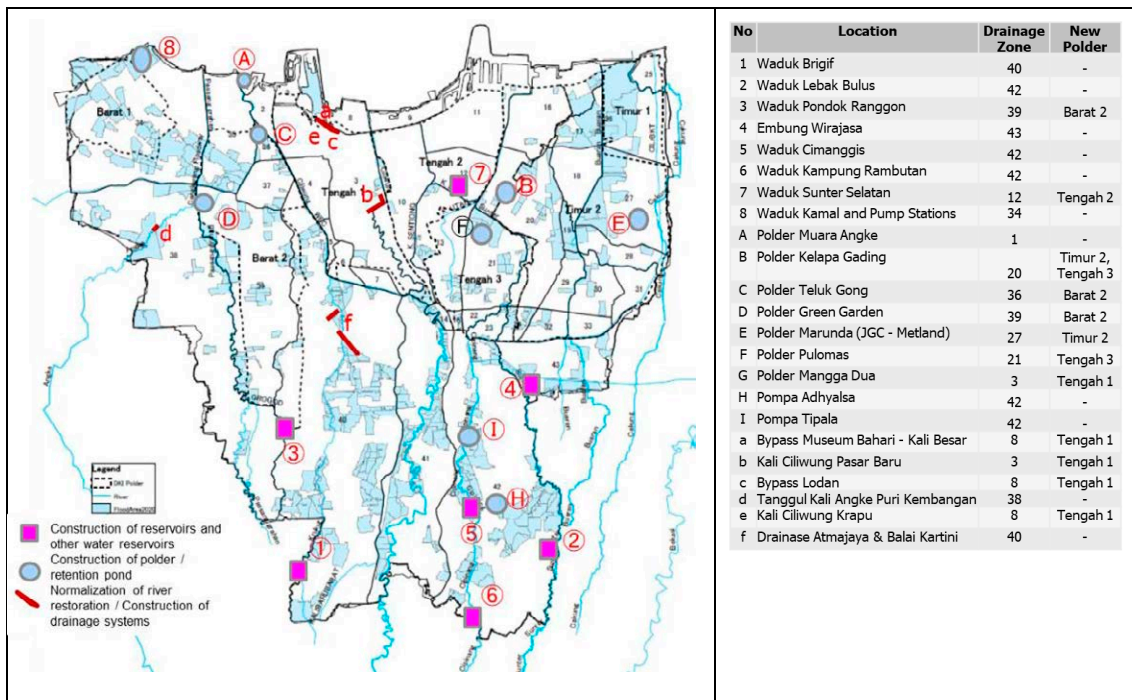 8
A
Barat 1
C
a
e
c
Timur 1
Tengah 2
7
B
Tengah
b
K. SENTIONG
Timur 2
E
F
D
d
Barat 2
Tengah 3
f
GROGOL
4
I
3
H
5
2
1
6
Angke
Legend
DKI Polder
River
FloodArea2020
Construction of reservoirs and
other water reservoirs
Construction of polder /
retention pond
Normalization of river
restoration / Construction of
drainage systems
No Location Drainage Zone New Polder
1 Waduk Brigif 40 -
2 Waduk Lebak Bulus 42 -
3 Waduk Pondok Ranggon 39 Barat 2
4 Embung Wirajasa 43 -
5 Waduk Cimanggis 42 -
6 Waduk Kampung Rambutan 42 -
7 Waduk Sunter Selatan 12 Tengah 2
8 Waduk Kamal and Pump Stations 34 -
A Polder Muara Angke 1 -
B Polder Kelapa Gading 20 Timur 2, Tengah 3
C Polder Teluk Gong 36 Barat 2
D Polder Green Garden 39 Barat 2
E Polder Marunda (JGC - Metland) 27 Timur 2
F Polder Pulomas 21 Tengah 3
G Polder Mangga Dua 3 Tengah 1
H Pompa Adhyalsa 42 -
I Pompa Tipala 42 -
a Bypass Museum Bahari - Kali Besar 8 Tengah 1
b Kali Ciliwung Pasar Baru 3 Tengah 1
c Bypass Lodan 8 Tengah 1
d Tanggul Kali Angke Puri Kembangan 38 -
e Kali Ciliwung Krapu 8 Tengah 1
f Drainase Atmajaya & Balai Kartini 40 -